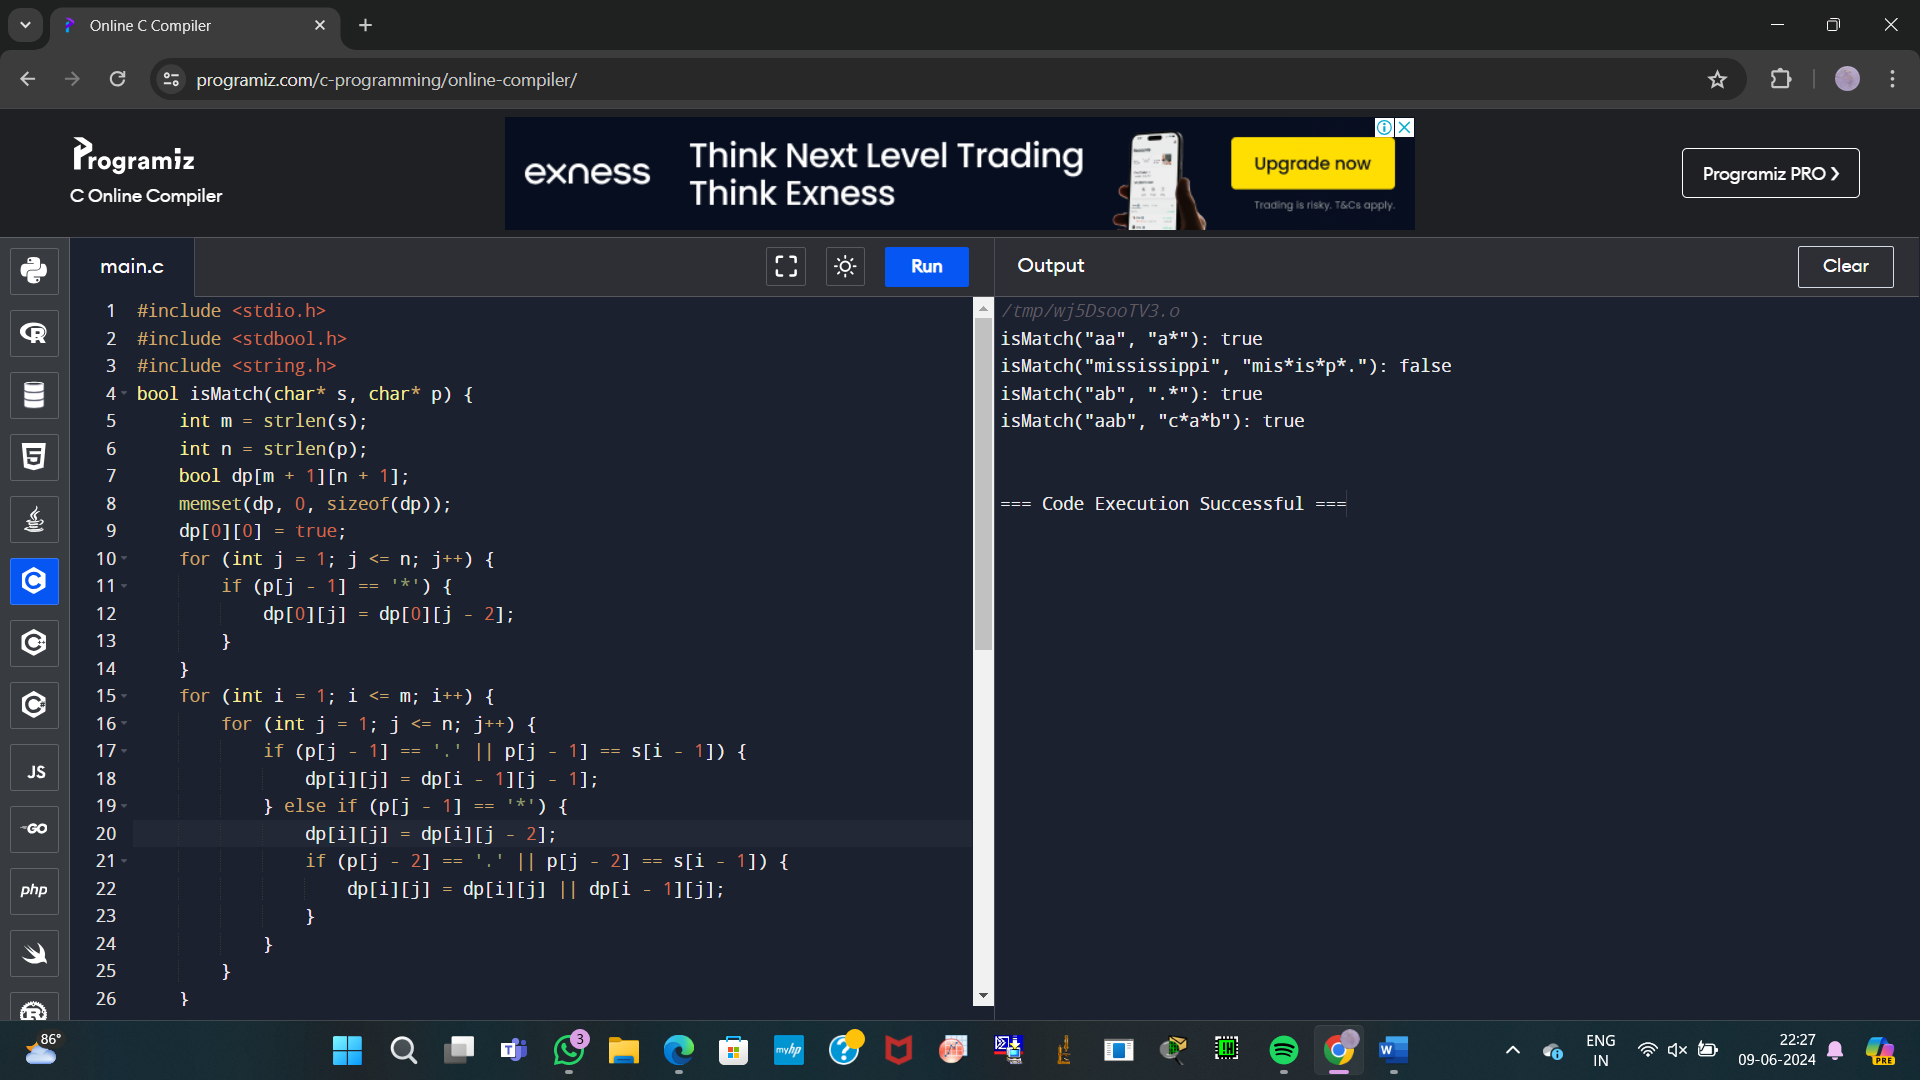 Online C Compiler
programiz.com/c-programming/online-compiler/
Programiz
C Online Compiler
exness
Think Next Level Trading
Think Exness
Upgrade now
Trading is risky. T&Cs apply.
Programiz PRO ❯
main.c
Run
Output
Clear
1 #include <stdio.h>
2 #include <stdbool.h>
3 #include <string.h>
4 bool isMatch(char* s, char* p) {
5     int m = strlen(s);
6     int n = strlen(p);
7     bool dp[m + 1][n + 1];
8     memset(dp, 0, sizeof(dp));
9     dp[0][0] = true;
10     for (int j = 1; j <= n; j++) {
11         if (p[j - 1] == '*') {
12             dp[0][j] = dp[0][j - 2];
13         }
14     }
15     for (int i = 1; i <= m; i++) {
16         for (int j = 1; j <= n; j++) {
17             if (p[j - 1] == '.' || p[j - 1] == s[i - 1]) {
18                 dp[i][j] = dp[i - 1][j - 1];
19             } else if (p[j - 1] == '*') {
20                 dp[i][j] = dp[i][j - 2];
21                 if (p[j - 2] == '.' || p[j - 2] == s[i - 1]) {
22                     dp[i][j] = dp[i][j] || dp[i - 1][j];
23                 }
24             }
25         }
26     }
/tmp/wj5DsooTV3.o
isMatch("aa", "a*"): true
isMatch("mississippi", "mis*is*p*."): false
isMatch("ab", ".*"): true
isMatch("aab", "c*a*b"): true
=== Code Execution Successful ===
JS
GO
php
86°
3
myhp
W
PRE
ENG
IN
22:27
09-06-2024